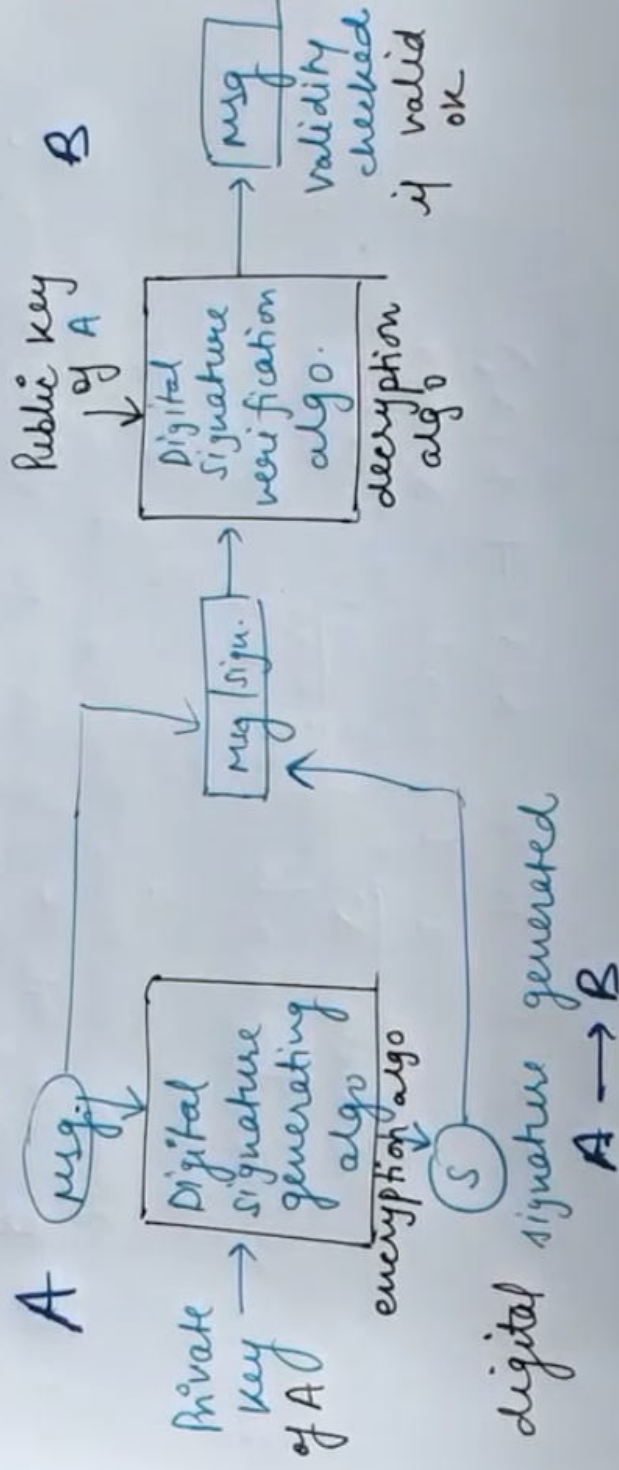 A
Msg.
Private
key
of A
Digital
signature
generating
algo
encryption algo
S
digital signature generated
A → B
Msg | sign.
Public key
of A
Digital
signature
verification
algo.
decryption
algo
B
Msg
validity
checked
if valid
ok